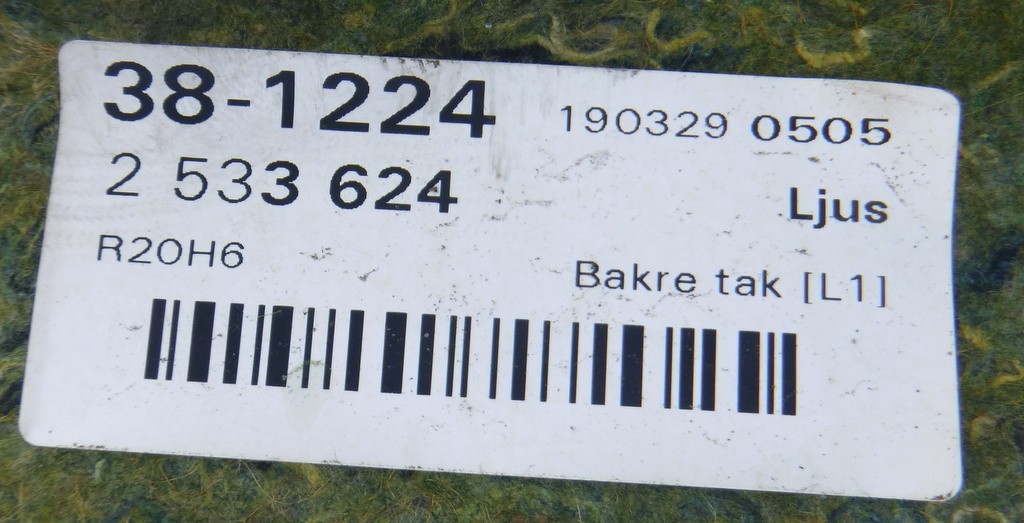 38-1224 190329 0505
2 533 624 Ljus
R20H6 Bakre tak [L1]